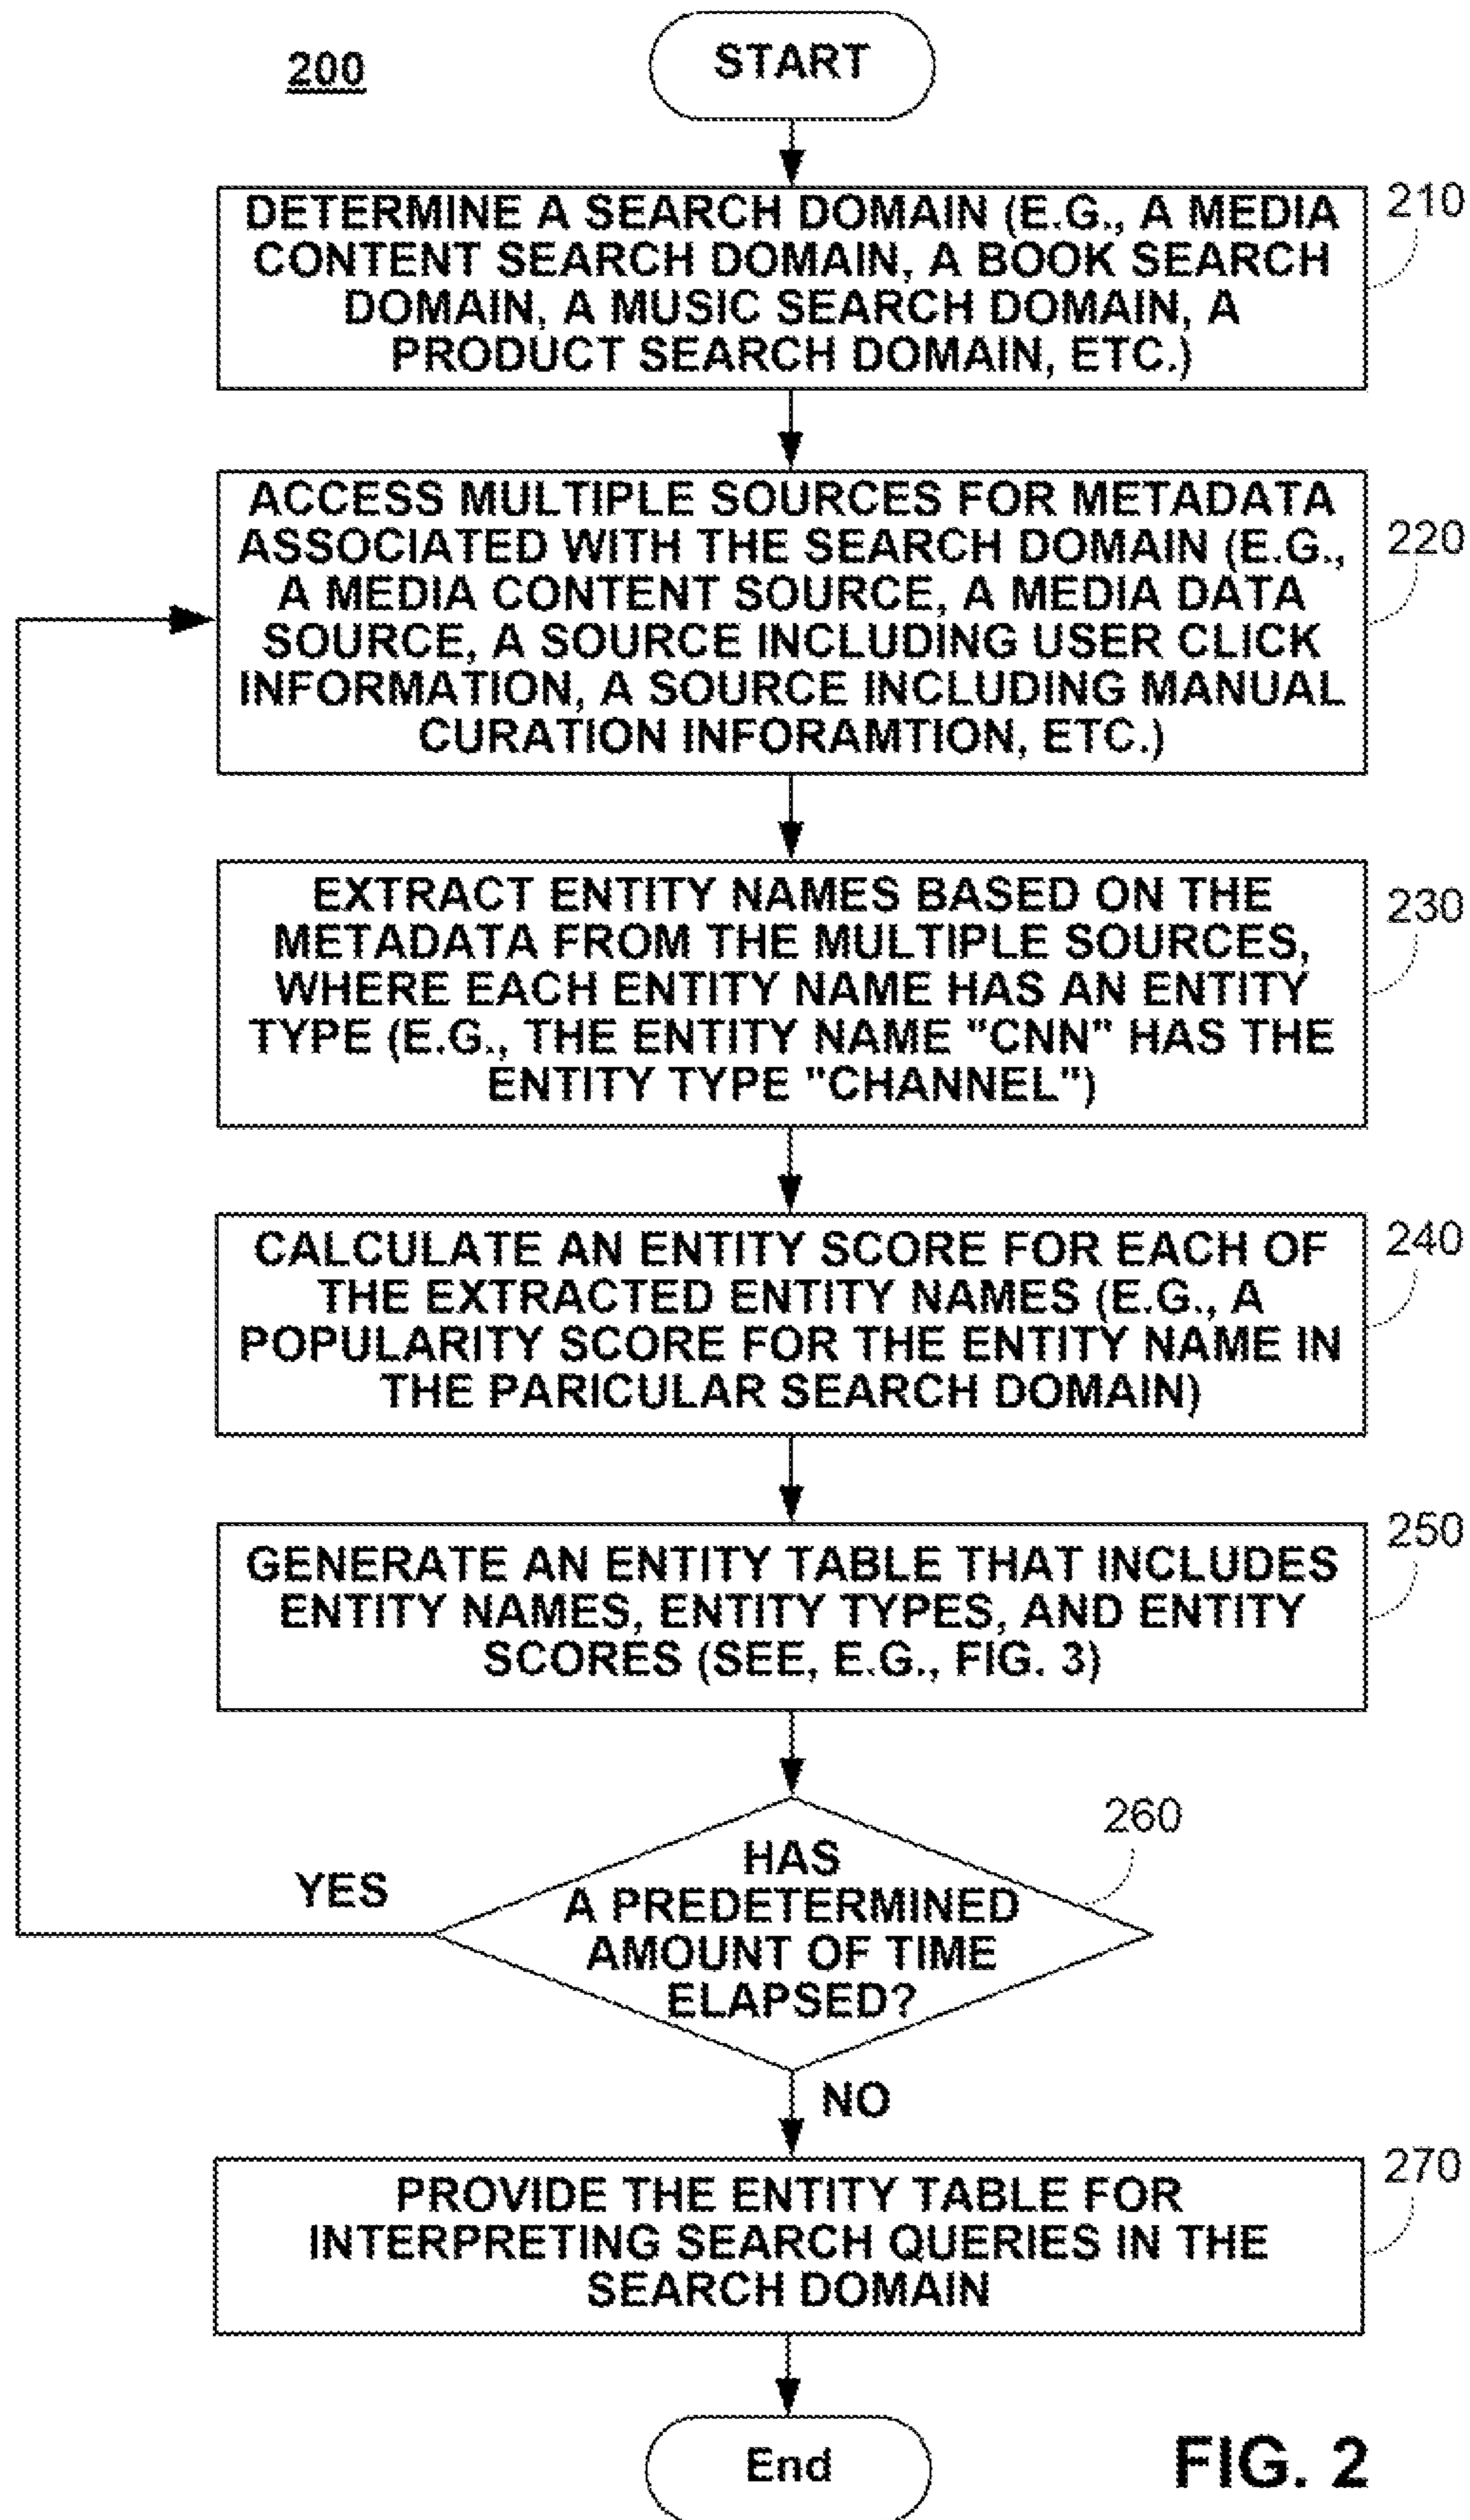 200
START
210
DETERMINE A SEARCH DOMAIN (E.G., A MEDIA
CONTENT SEARCH DOMAIN, A BOOK SEARCH
DOMAIN, A MUSIC SEARCH DOMAIN, A
PRODUCT SEARCH DOMAIN, ETC.)
220
ACCESS MULTIPLE SOURCES FOR METADATA
ASSOCIATED WITH THE SEARCH DOMAIN (E.G.,
A MEDIA CONTENT SOURCE, A MEDIA DATA
SOURCE, A SOURCE INCLUDING USER CLICK
INFORMATION, A SOURCE INCLUDING MANUAL
CURATION INFORAMTION, ETC.)
230
EXTRACT ENTITY NAMES BASED ON THE
METADATA FROM THE MULTIPLE SOURCES,
WHERE EACH ENTITY NAME HAS AN ENTITY
TYPE (E.G., THE ENTITY NAME "CNN" HAS THE
ENTITY TYPE "CHANNEL")
240
CALCULATE AN ENTITY SCORE FOR EACH OF
THE EXTRACTED ENTITY NAMES (E.G., A
POPULARITY SCORE FOR THE ENTITY NAME IN
THE PARICULAR SEARCH DOMAIN)
250
GENERATE AN ENTITY TABLE THAT INCLUDES
ENTITY NAMES, ENTITY TYPES, AND ENTITY
SCORES (SEE, E.G., FIG. 3)
260
HAS
A PREDETERMINED
AMOUNT OF TIME
ELAPSED?
YES
NO
270
PROVIDE THE ENTITY TABLE FOR
INTERPRETING SEARCH QUERIES IN THE
SEARCH DOMAIN
End
FIG. 2